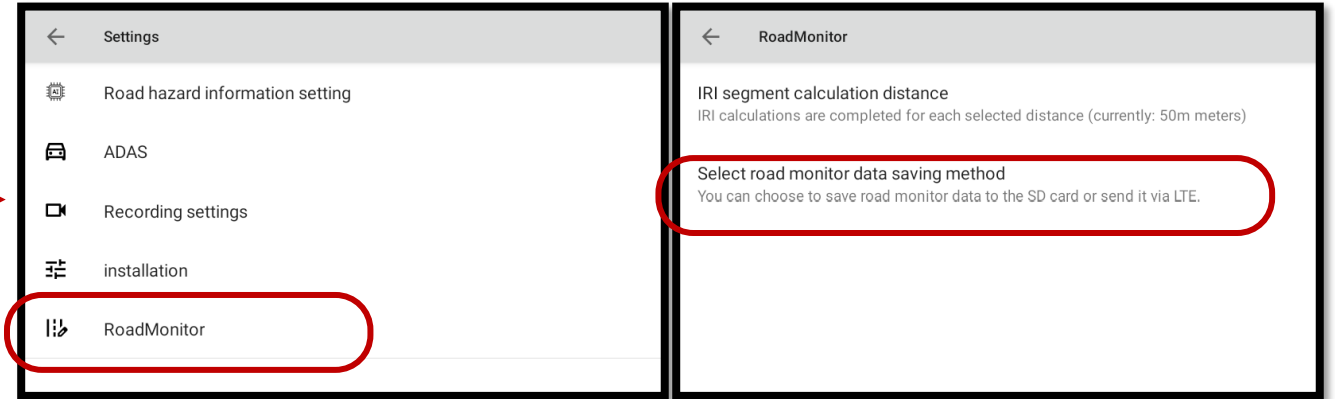 Settings
Road hazard information setting
ADAS
Recording settings
installation
RoadMonitor
RoadMonitor
IRI segment calculation distance
IRI calculations are completed for each selected distance (currently: 50m meters)
Select road monitor data saving method
You can choose to save road monitor data to the SD card or send it via LTE.